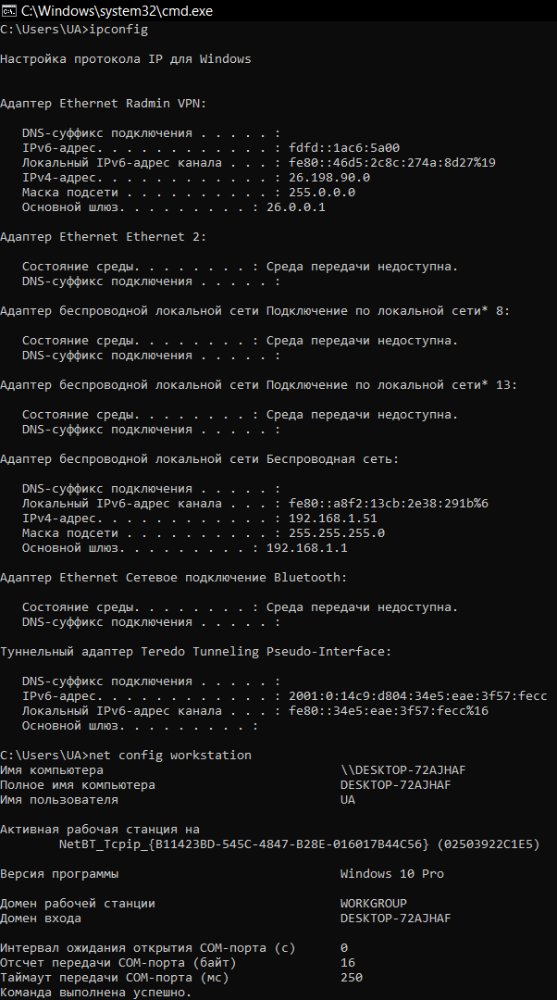 C:\Windows\system32\cmd.exe
C:\Users\UA>ipconfig
Настройка протокола IP для Windows
Адаптер Ethernet Radmin VPN:
DNS-суффикс подключения . . . . . :
IPv6-адрес. . . . . . . . . . . . : fdfd::1ac6:5a00
Локальный IPv6-адрес канала . . . : fe80::46d5:2c8c:274a:8d27%19
IPv4-адрес. . . . . . . . . . . . : 26.198.90.0
Маска подсети . . . . . . . . . . : 255.0.0.0
Основной шлюз. . . . . . . . . : 26.0.0.1
Адаптер Ethernet Ethernet 2:
Состояние среды. . . . . . . . : Среда передачи недоступна.
DNS-суффикс подключения . . . . . :
Адаптер беспроводной локальной сети Подключение по локальной сети* 8:
Состояние среды. . . . . . . . : Среда передачи недоступна.
DNS-суффикс подключения . . . . . :
Адаптер беспроводной локальной сети Подключение по локальной сети* 13:
Состояние среды. . . . . . . . : Среда передачи недоступна.
DNS-суффикс подключения . . . . . :
Адаптер беспроводной локальной сети Беспроводная сеть:
DNS-суффикс подключения . . . . . :
Локальный IPv6-адрес канала . . . : fe80::a8f2:13cb:2e38:291b%6
IPv4-адрес. . . . . . . . . . . . : 192.168.1.51
Маска подсети . . . . . . . . . . : 255.255.255.0
Основной шлюз. . . . . . . . . : 192.168.1.1
Адаптер Ethernet Сетевое подключение Bluetooth:
Состояние среды. . . . . . . . : Среда передачи недоступна.
DNS-суффикс подключения . . . . . :
Туннельный адаптер Teredo Tunneling Pseudo-Interface:
DNS-суффикс подключения . . . . . :
IPv6-адрес. . . . . . . . . . . . : 2001:0:14c9:d804:34e5:eae:3f57:fecc
Локальный IPv6-адрес канала . . . : fe80::34e5:eae:3f57:fecc%16
Основной шлюз. . . . . . . . . :
C:\Users\UA>net config workstation
Имя компьютера \\DESKTOP-72AJHAF
Полное имя компьютера DESKTOP-72AJHAF
Имя пользователя UA
Активная рабочая станция на
NetBT_Tcpip_{B11423BD-545C-4847-B28E-016017B44C56} (02503922C1E5)
Версия программы Windows 10 Pro
Домен рабочей станции WORKGROUP
Домен входа DESKTOP-72AJHAF
Интервал ожидания открытия COM-порта (с) 0
Отсчет передачи COM-порта (байт) 16
Таймаут передачи COM-порта (мс) 250
Команда выполнена успешно.